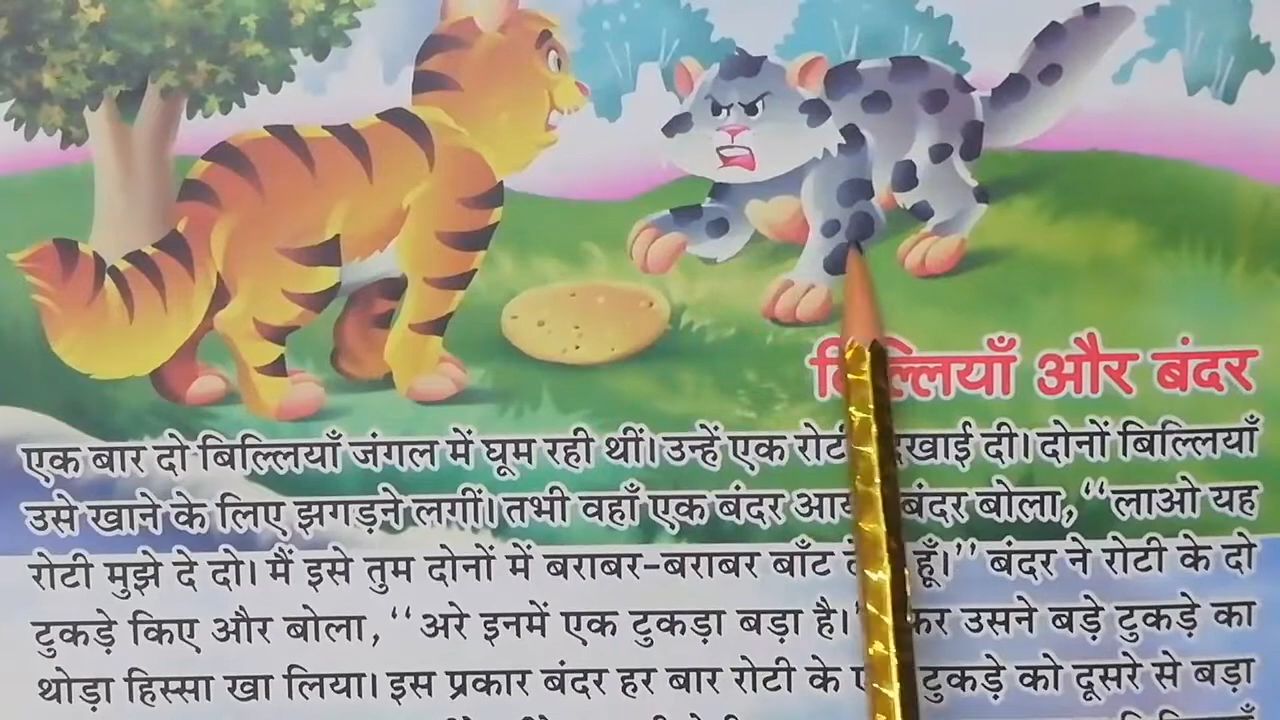 बिल्लियाँ और बंदर
एक बार दो बिल्लियाँ जंगल में घूम रही थीं। उन्हें एक रोटी दिखाई दी। दोनों बिल्लियाँ
उसे खाने के लिए झगड़ने लगीं। तभी वहाँ एक बंदर आया। बंदर बोला, “लाओ यह
रोटी मुझे दे दो। मैं इसे तुम दोनों में बराबर-बराबर बाँट हूँ।” बंदर ने रोटी के दो
टुकड़े किए और बोला, “अरे इनमें एक टुकड़ा बड़ा है।” फिर उसने बड़े टुकड़े का
थोड़ा हिस्सा खा लिया। इस प्रकार बंदर हर बार रोटी के एक टुकड़े को दूसरे से बड़ा